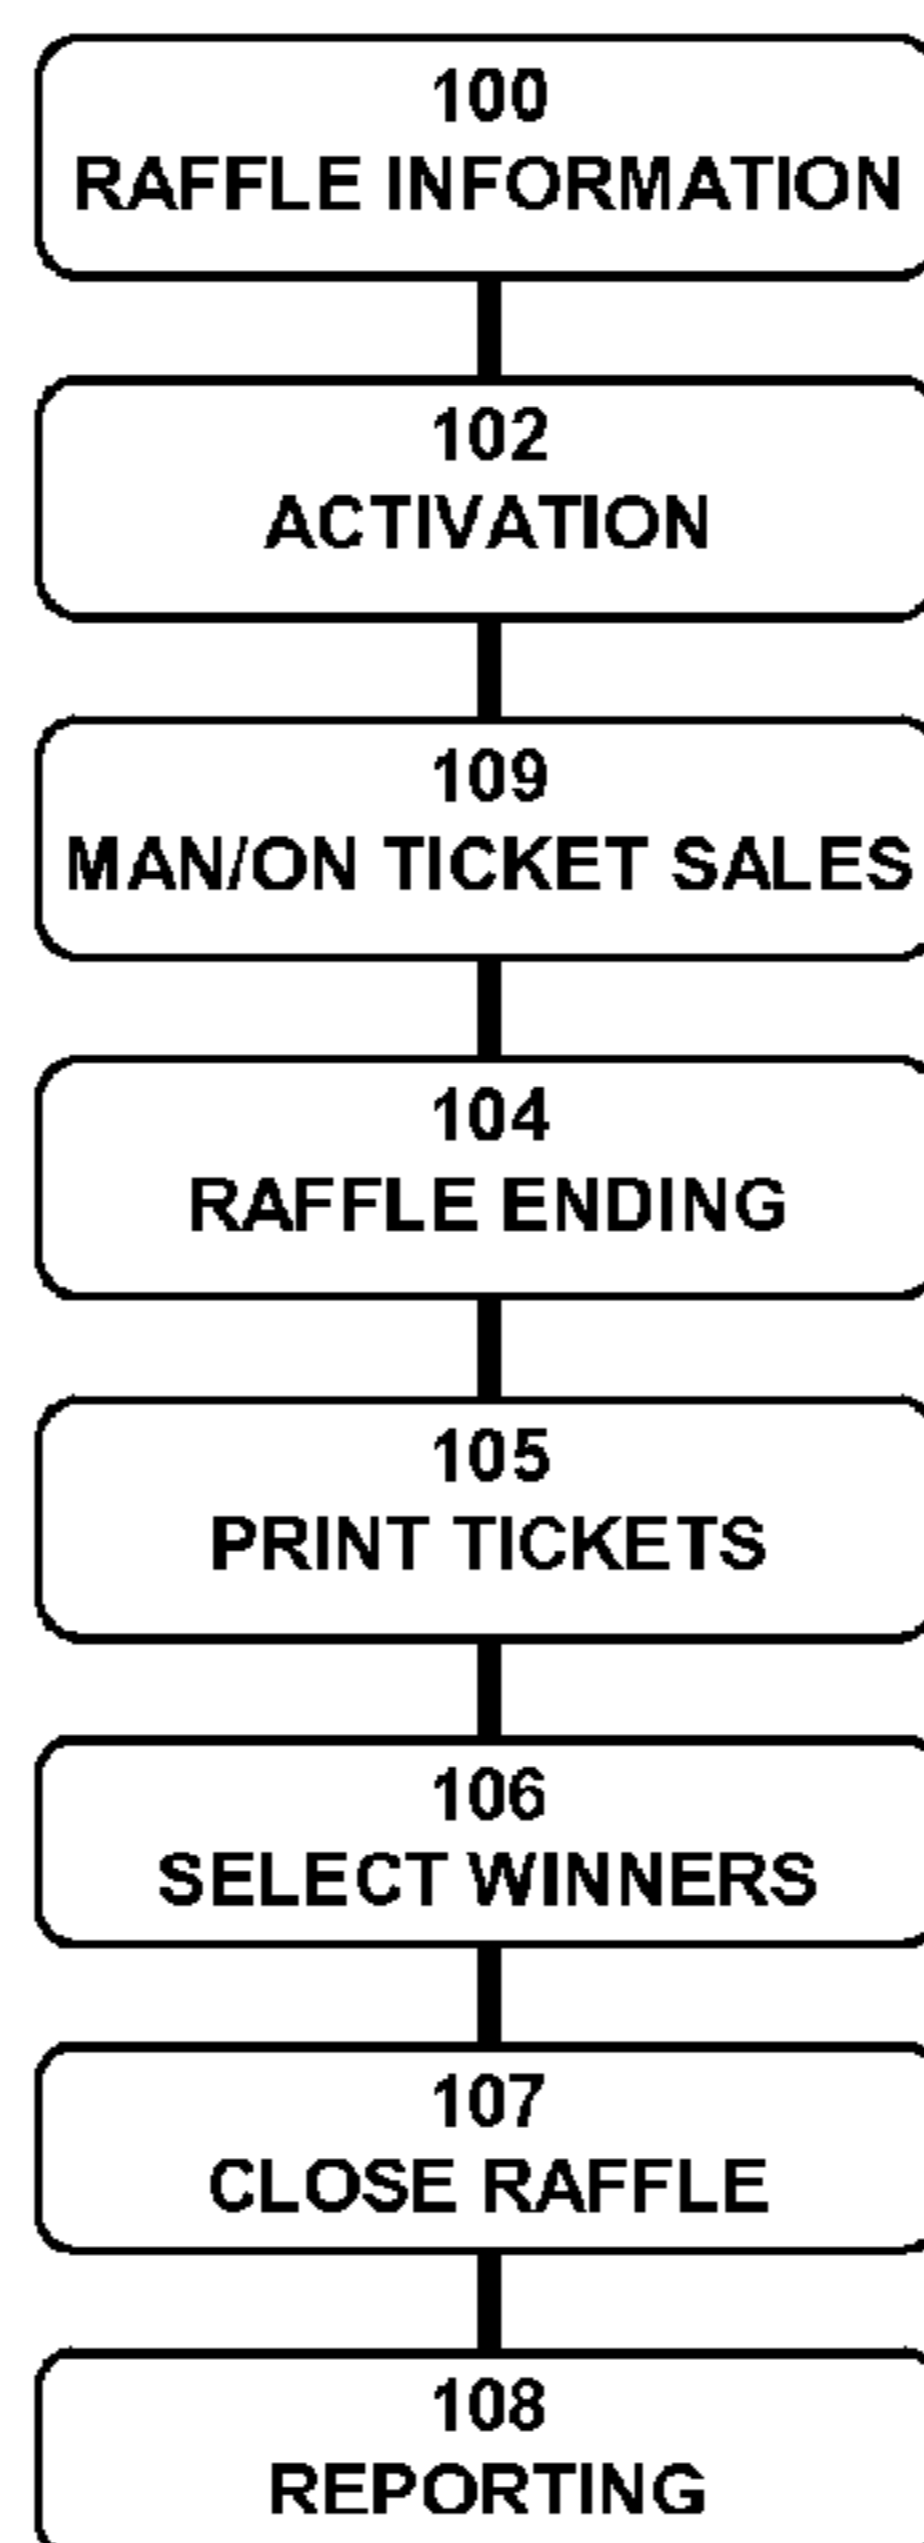 100
RAFFLE INFORMATION
102
ACTIVATION
109
MAN/ON TICKET SALES
104
RAFFLE ENDING
105
PRINT TICKETS
106
SELECT WINNERS
107
CLOSE RAFFLE
108
REPORTING